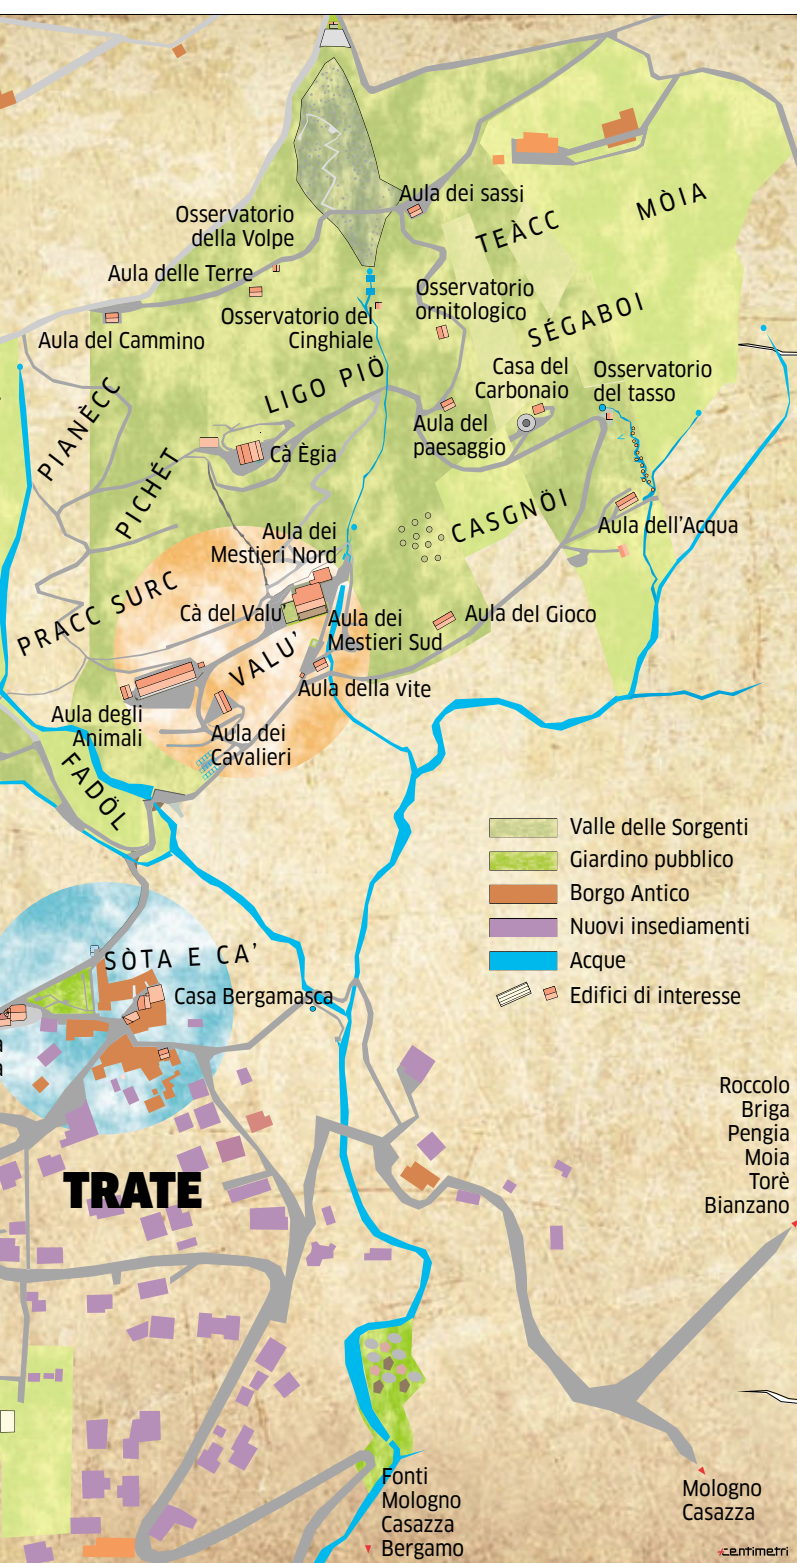 Aula dei sassi
Osservatorio
della Volpe
TEÀCC
MÒIA
Aula delle Terre
Osservatorio
ornitologico
Osservatorio del
Cinghiale
SÉGABOI
Aula del Cammino
LIGO PIÖ
Casa del
Carbonaio
Osservatorio
del tasso
PIANÈCC
Aula del
paesaggio
PICHÉT
Cà Ègia
CASGNÖI
Aula dell'Acqua
Aula dei
Mestieri Nord
PRACC SURC
Cà del Valu'
Aula dei
Mestieri Sud
Aula del Gioco
VALU'
Aula della vite
Aula degli
Animali
Aula dei
Cavalieri
FADÖL
Valle delle Sorgenti
Giardino pubblico
Borgo Antico
Nuovi insediamenti
Acque
Edifici di interesse
SÒTA E CA'
Casa Bergamasca
a
a
Roccolo
Briga
Pengia
Moia
Torè
Bianzano
TRATE
Fonti
Mologno
Casazza
Bergamo
Mologno
Casazza
centimetri